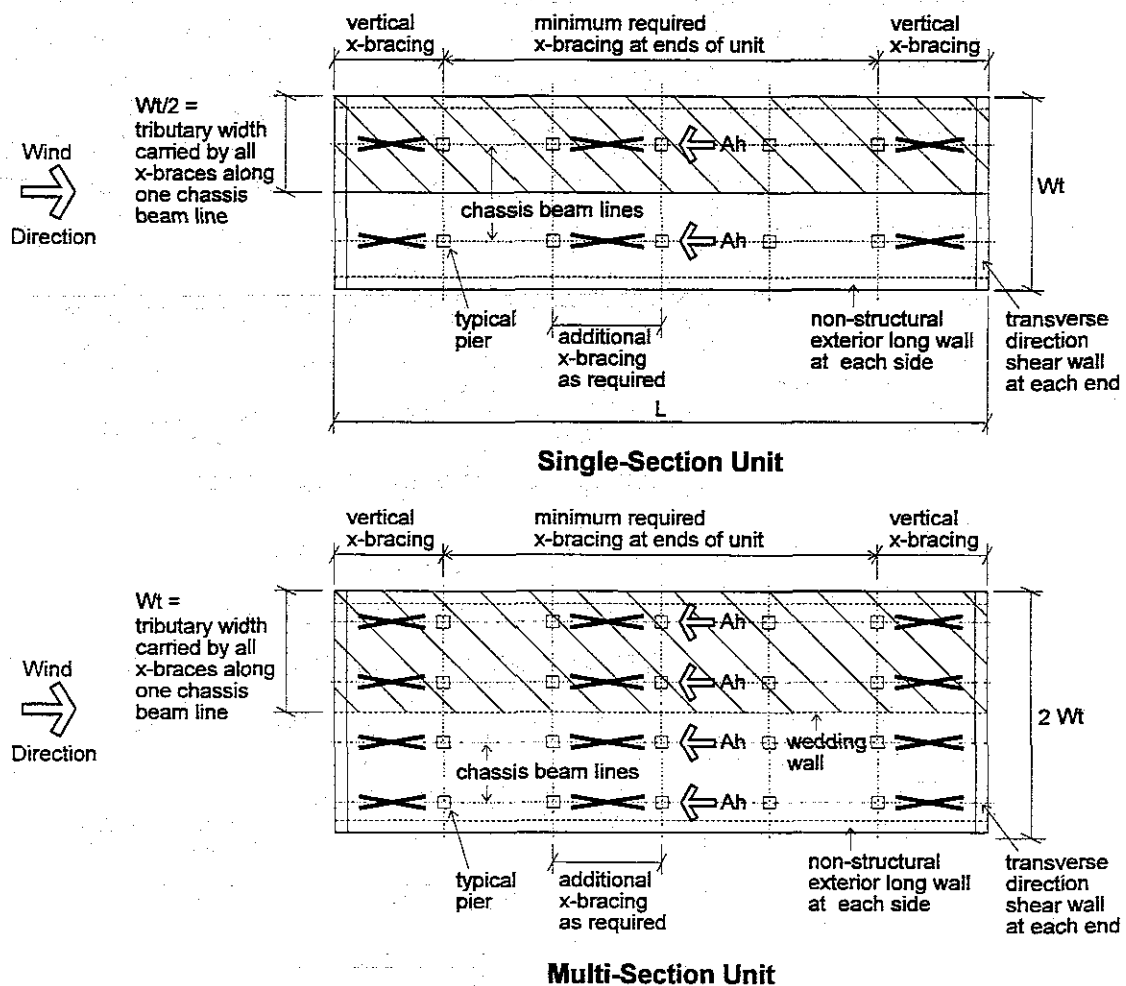 vertical
x-bracing
minimum required
x-bracing at ends of unit
vertical
x-bracing
Wt/2 =
tributary width
carried by all
x-braces along
one chassis
beam line
Wind
Direction
Ah
Wt
chassis beam lines
Ah
typical
pier
additional
x-bracing
as required
non-structural
exterior long wall
at each side
transverse
direction
shear wall
at each end
L
Single-Section Unit
vertical
x-bracing
minimum required
x-bracing at ends of unit
vertical
x-bracing
Wt =
tributary width
carried by all
x-braces along
one chassis
beam line
Wind
Direction
Ah
Ah
2 Wt
Ah
wedding
wall
chassis beam lines
Ah
typical
pier
additional
x-bracing
as required
non-structural
exterior long wall
at each side
transverse
direction
shear wall
at each end
Multi-Section Unit